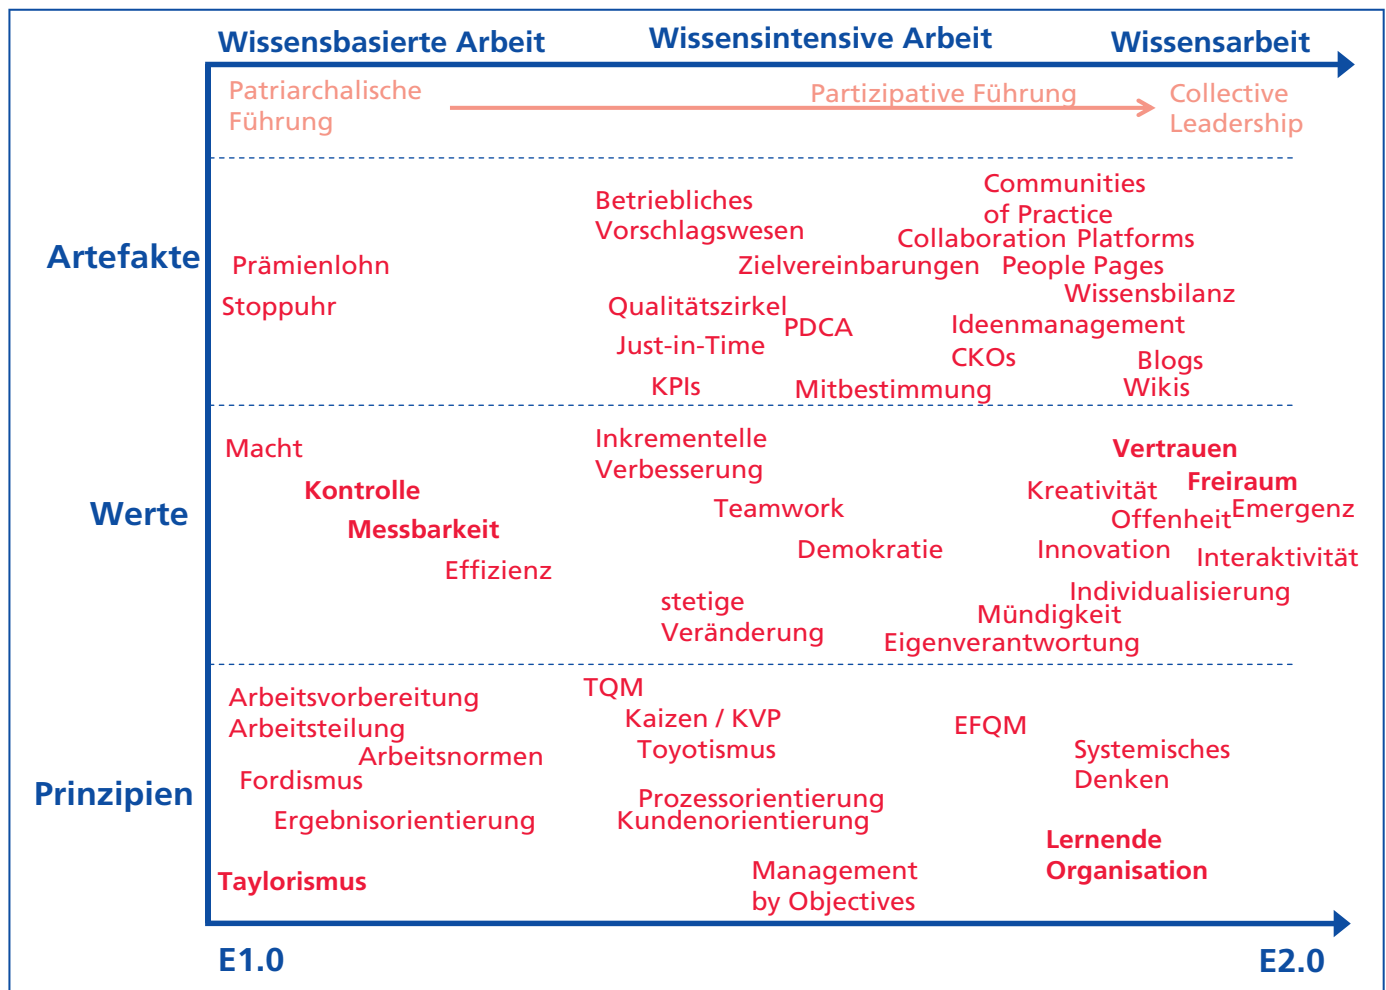 Wissensbasierte Arbeit
Wissensintensive Arbeit
Wissensarbeit
Patriarchalische
Führung
Partizipative Führung
Collective
Leadership
Artefakte
Prämienlohn
Stoppuhr
Betriebliches
Vorschlagswesen
Zielvereinbarungen
Qualitätszirkel
PDCA
Just-in-Time
KPIs
Mitbestimmung
Communities
of Practice
Collaboration Platforms
People Pages
Wissensbilanz
Ideenmanagement
CKOs
Blogs
Wikis
Werte
Macht
Kontrolle
Messbarkeit
Effizienz
Inkrementelle
Verbesserung
Teamwork
Demokratie
stetige
Veränderung
Vertrauen
Freiraum
Kreativität
Emergenz
Offenheit
Innovation
Interaktivität
Individualisierung
Mündigkeit
Eigenverantwortung
Prinzipien
Arbeitsvorbereitung
Arbeitsteilung
Arbeitsnormen
Fordismus
Ergebnisorientierung
Taylorismus
TQM
Kaizen / KVP
Toyotismus
Prozessorientierung
Kundenorientierung
Management
by Objectives
EFQM
Systemisches
Denken
Lernende
Organisation
E1.0
E2.0